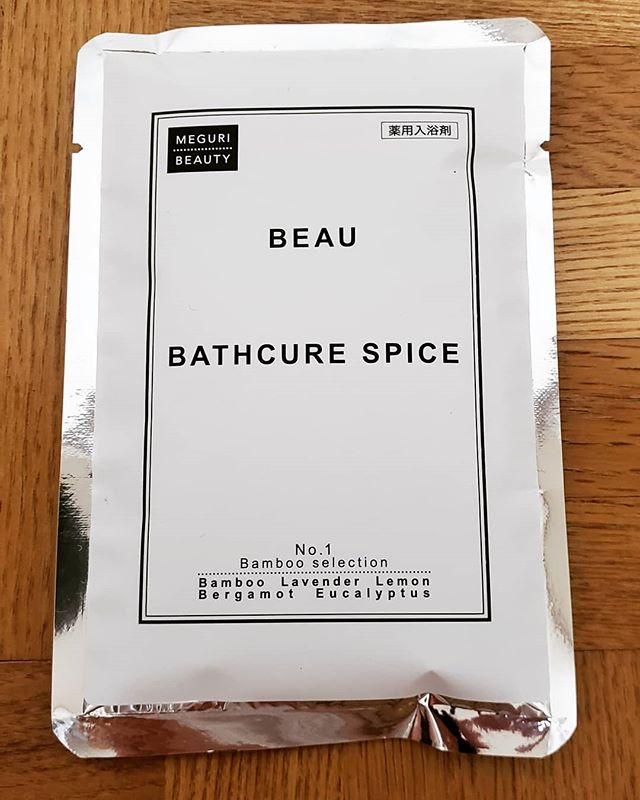 MEGURI
BEAUTY
薬用入浴剤
BEAU
BATHCURE SPICE
No.1
Bamboo selection
Bamboo Lavender Lemon
Bergamot Eucalyptus